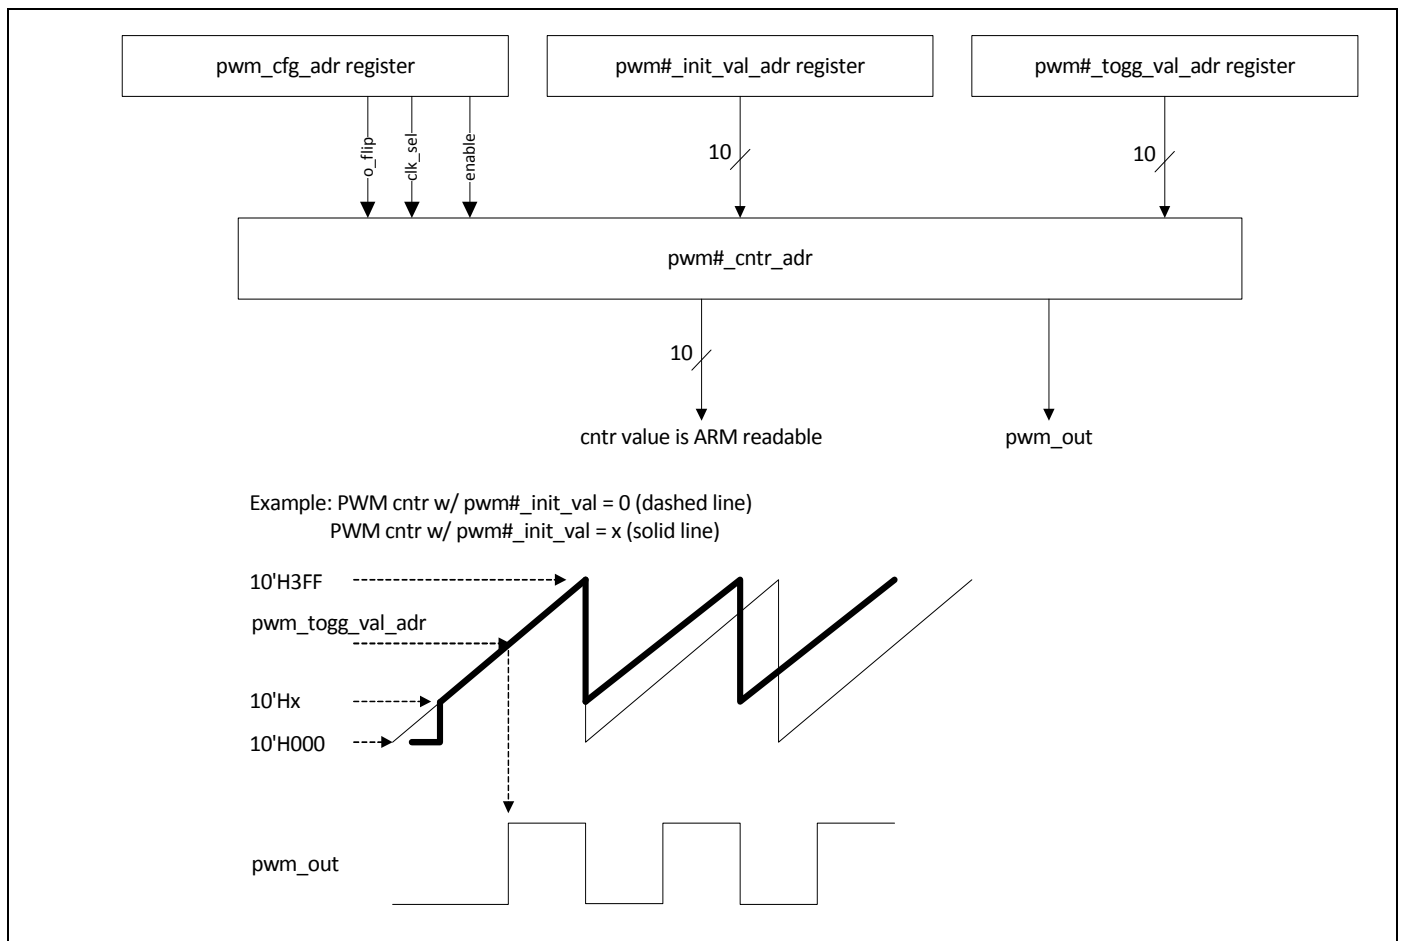 pwm_cfg_adr register
pwm#_init_val_adr register
pwm#_togg_val_adr register
o_flip
clk_sel
enable
10
10
pwm#_cntr_adr
10
cntr value is ARM readable
pwm_out
Example: PWM cntr w/ pwm#_init_val = 0 (dashed line)
PWM cntr w/ pwm#_init_val = x (solid line)
10'H3FF
pwm_togg_val_adr
10'Hx
10'H000
pwm_out